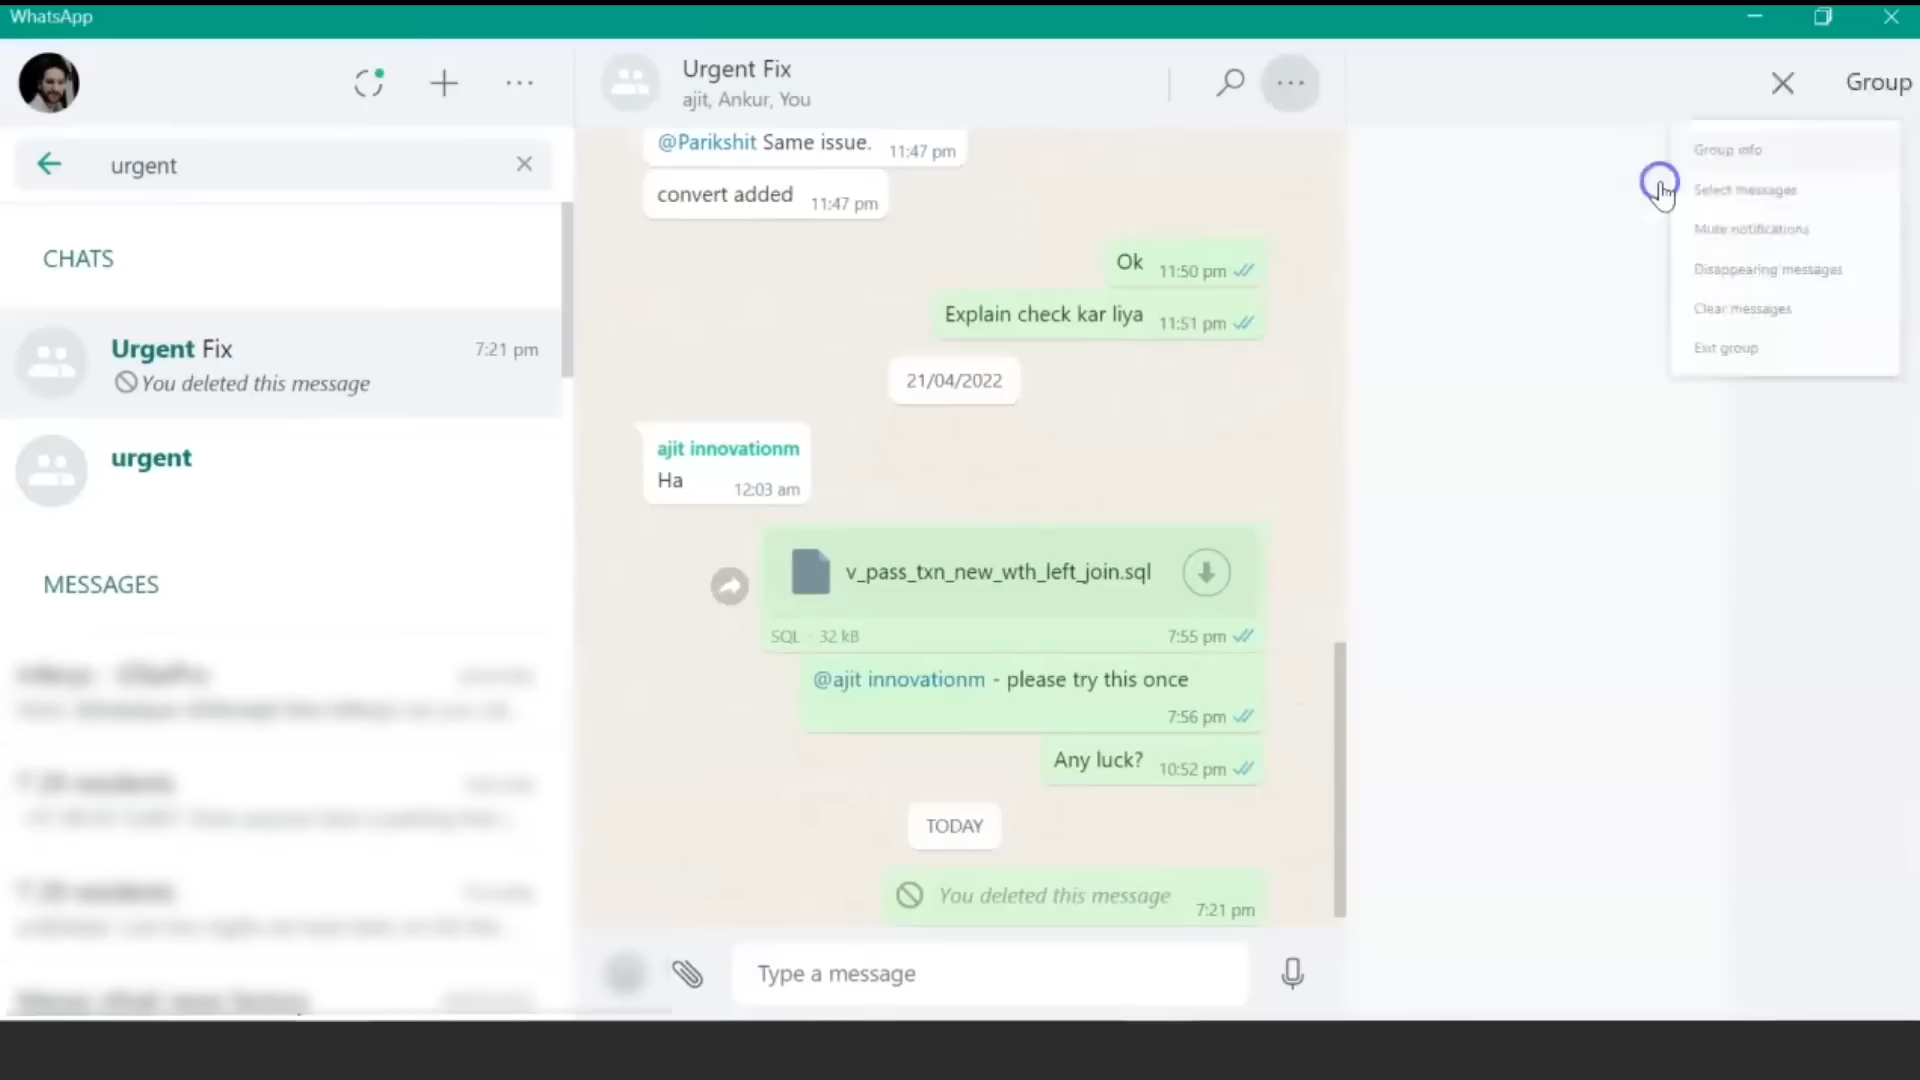 WhatsApp
urgent
CHATS
Urgent Fix
7:21 pm
You deleted this message
urgent
MESSAGES
Urgent Fix
ajit, Ankur, You
@Parikshit Same issue. 11:47 pm
convert added 11:47 pm
Ok 11:50 pm
Explain check kar liya 11:51 pm
21/04/2022
ajit innovationm
Ha 12:03 am
v_pass_txn_new_wth_left_join.sql
SQL · 32 kB 7:55 pm
@ajit innovationm - please try this once
7:56 pm
Any luck? 10:52 pm
TODAY
You deleted this message 7:21 pm
Type a message
Group
Group info
Select messages
Mute notifications
Disappearing messages
Clear messages
Exit group